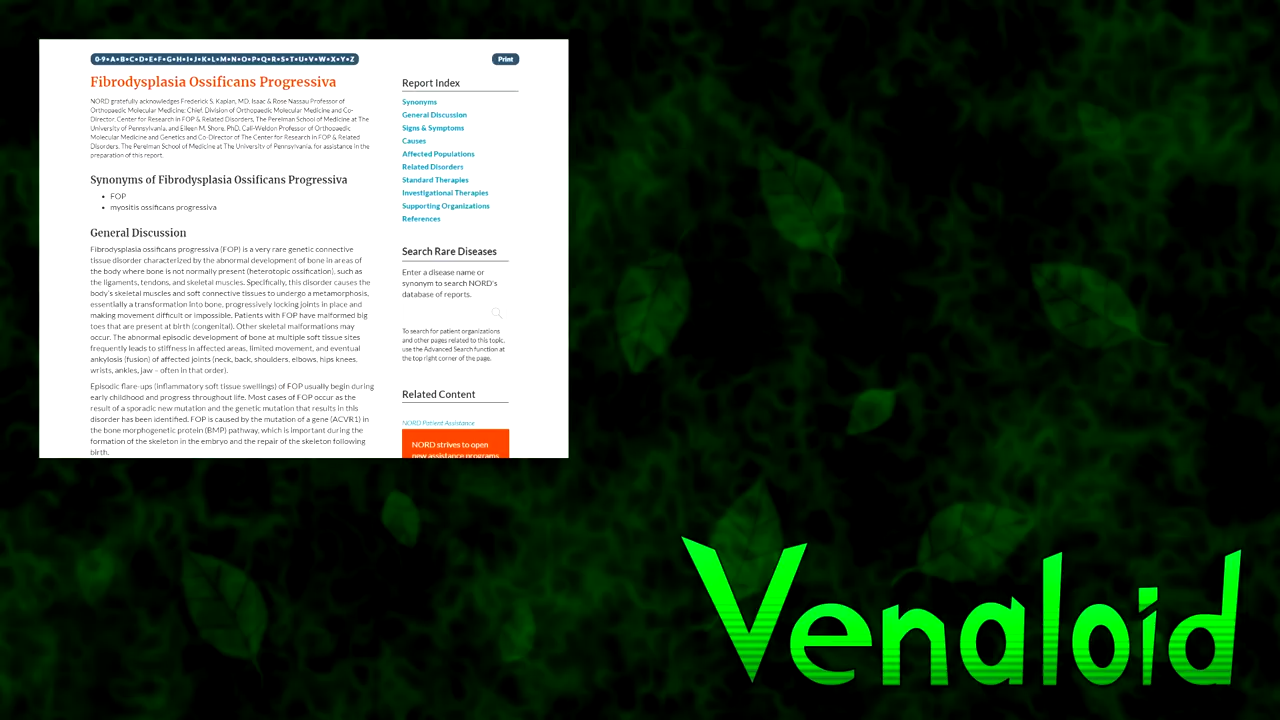 0-9•A•B•C•D•E•F•G•H•I•J•K•L•M•N•O•P•Q•R•S•T•U•V•W•X•Y•Z
Print
Fibrodysplasia Ossificans Progressiva
NORD gratefully acknowledges Frederick S. Kaplan, MD, Isaac & Rose Nassau Professor of
Orthopaedic Molecular Medicine; Chief, Division of Orthopaedic Molecular Medicine and Co-
Director, Center for Research in FOP & Related Disorders, The Perelman School of Medicine at The
University of Pennsylvania, and Eileen M. Shore, PhD, Cali-Weldon Professor of Orthopaedic
Molecular Medicine and Genetics and Co-Director of The Center for Research in FOP & Related
Disorders, The Perelman School of Medicine at The University of Pennsylvania, for assistance in the
preparation of this report.
Synonyms of Fibrodysplasia Ossificans Progressiva
• FOP
• myositis ossificans progressiva
General Discussion
Fibrodysplasia ossificans progressiva (FOP) is a very rare genetic connective
tissue disorder characterized by the abnormal development of bone in areas of
the body where bone is not normally present (heterotopic ossification), such as
the ligaments, tendons, and skeletal muscles. Specifically, this disorder causes the
body's skeletal muscles and soft connective tissues to undergo a metamorphosis,
essentially a transformation into bone, progressively locking joints in place and
making movement difficult or impossible. Patients with FOP have malformed big
toes that are present at birth (congenital). Other skeletal malformations may
occur. The abnormal episodic development of bone at multiple soft tissue sites
frequently leads to stiffness in affected areas, limited movement, and eventual
ankylosis (fusion) of affected joints (neck, back, shoulders, elbows, hips knees,
wrists, ankles, jaw – often in that order).
Episodic flare-ups (inflammatory soft tissue swellings) of FOP usually begin during
early childhood and progress throughout life. Most cases of FOP occur as the
result of a sporadic new mutation and the genetic mutation that results in this
disorder has been identified. FOP is caused by the mutation of a gene (ACVR1) in
the bone morphogenetic protein (BMP) pathway, which is important during the
formation of the skeleton in the embryo and the repair of the skeleton following
birth.
Report Index
Synonyms
General Discussion
Signs & Symptoms
Causes
Affected Populations
Related Disorders
Standard Therapies
Investigational Therapies
Supporting Organizations
References
Search Rare Diseases
Enter a disease name or
synonym to search NORD's
database of reports.
To search for patient organizations
and other pages related to this topic,
use the Advanced Search function at
the top right corner of the page.
Related Content
NORD Patient Assistance
NORD strives to open
new assistance programs
Venaloid